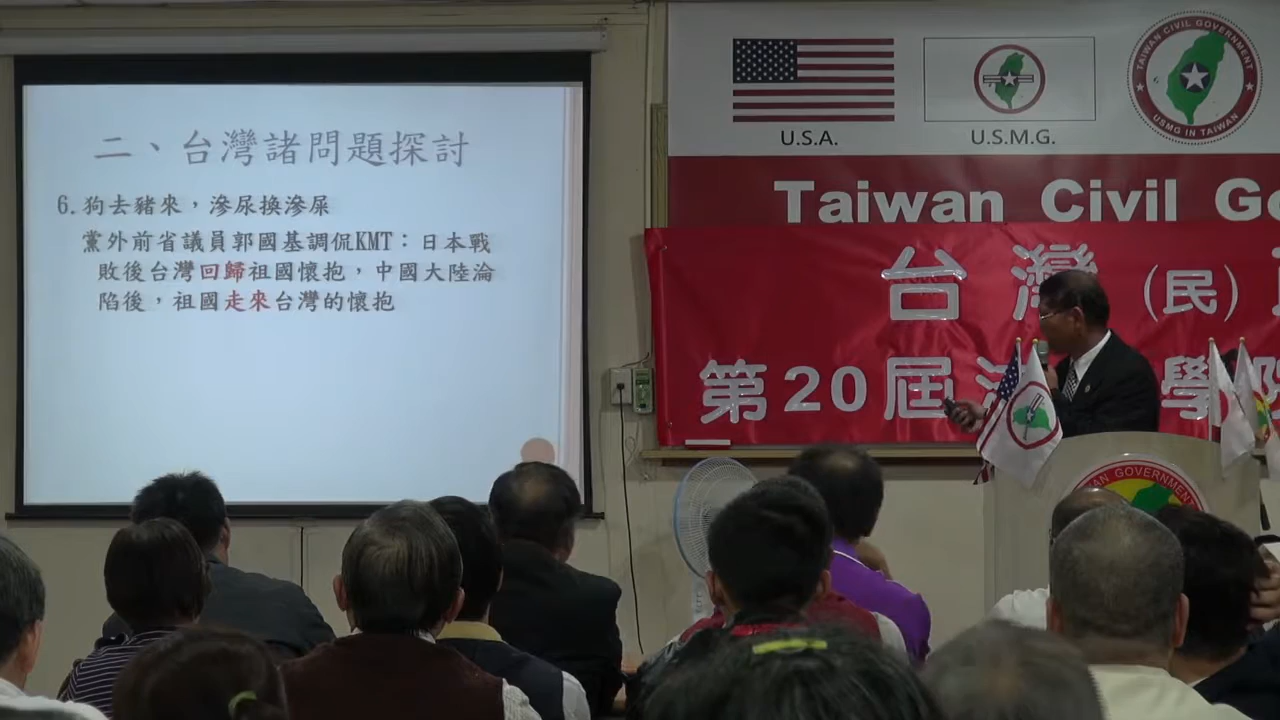 二、台灣諸問題探討
6.狗去豬來，滲尿換滲屎
黨外前省議員郭國基調侃KMT：日本戰
敗後台灣回歸祖國懷抱，中國大陸淪
陷後，祖國走來台灣的懷抱
U.S.A.
U.S.M.G.
TAIWAN CIVIL GOVERNMENT
USMG IN TAIWAN
Taiwan Civil Go
台灣(民)
第20屆
學
AN GOVERNMENT